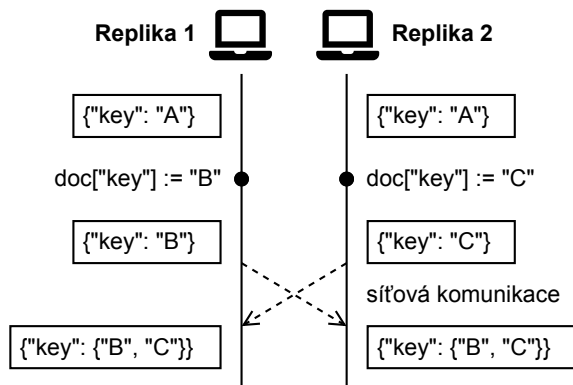 Replika 1
Replika 2
{"key": "A"}
{"key": "A"}
doc["key"] := "B"
doc["key"] := "C"
{"key": "B"}
{"key": "C"}
síťová komunikace
{"key": {"B", "C"}}
{"key": {"B", "C"}}